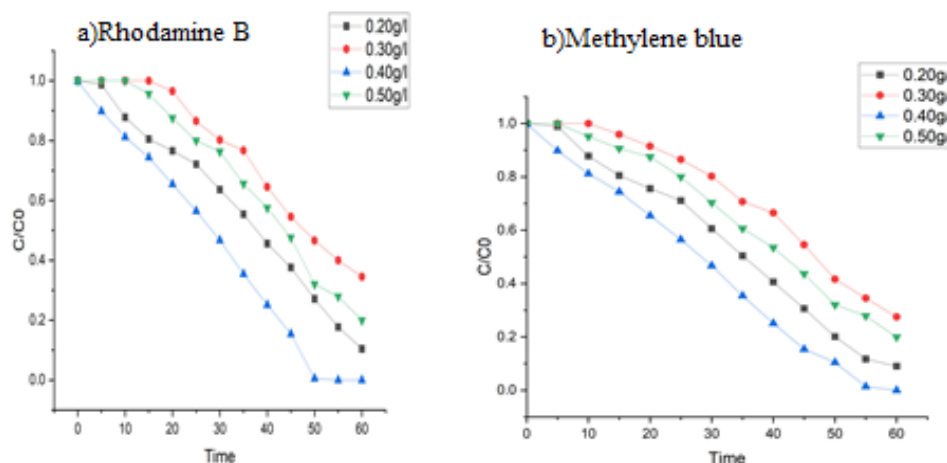 a)Rhodamine B
0.20g/l
0.30g/l
0.40g/l
0.50g/l
1.0
0.8
0.6
0.4
0.2
0.0
C/C0
0 10 20 30 40 50 60
Time
b)Methylene blue
0.20g/
0.30g/
0.40g/
0.50g/
1.0
0.8
0.6
0.4
0.2
0.0
C/C0
0 10 20 30 40 50 60
Time